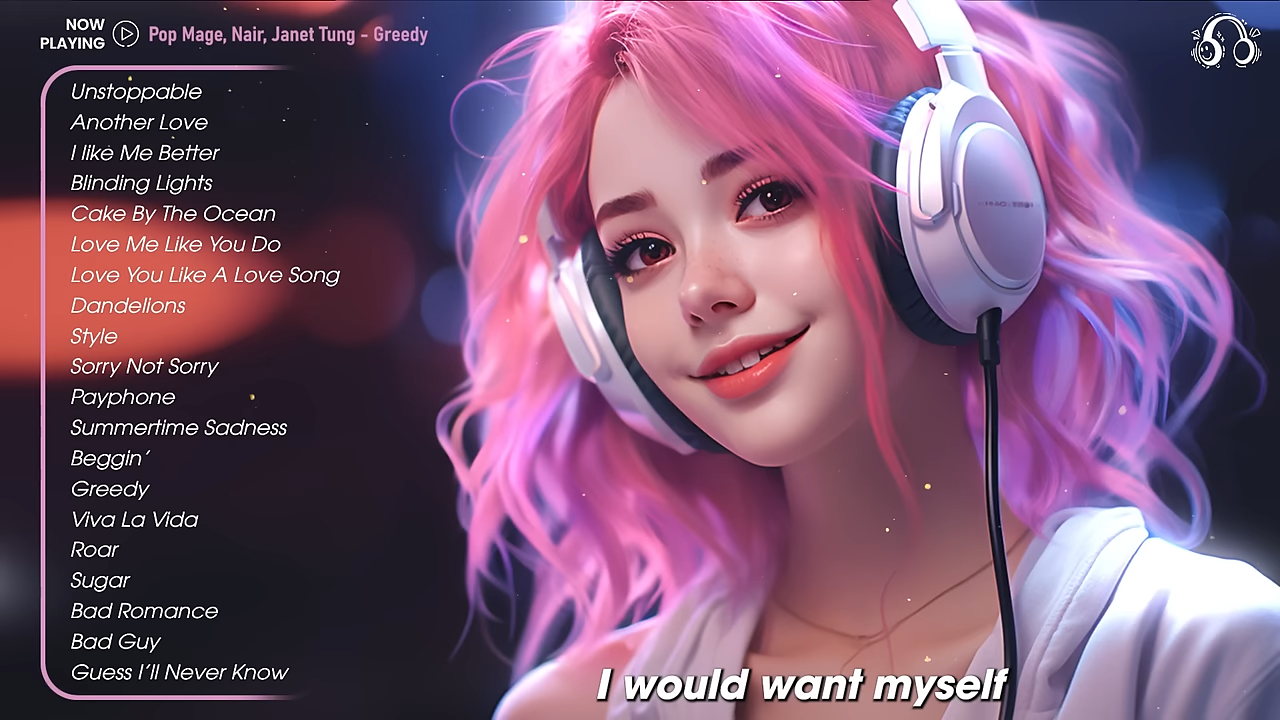 NOW
PLAYING
Pop Mage, Nair, Janet Tung - Greedy
Unstoppable
Another Love
I like Me Better
Blinding Lights
Cake By The Ocean
Love Me Like You Do
Love You Like A Love Song
Dandelions
Style
Sorry Not Sorry
Payphone
Summertime Sadness
Beggin’
Greedy
Viva La Vida
Roar
Sugar
Bad Romance
Bad Guy
Guess I’ll Never Know
I would want myself